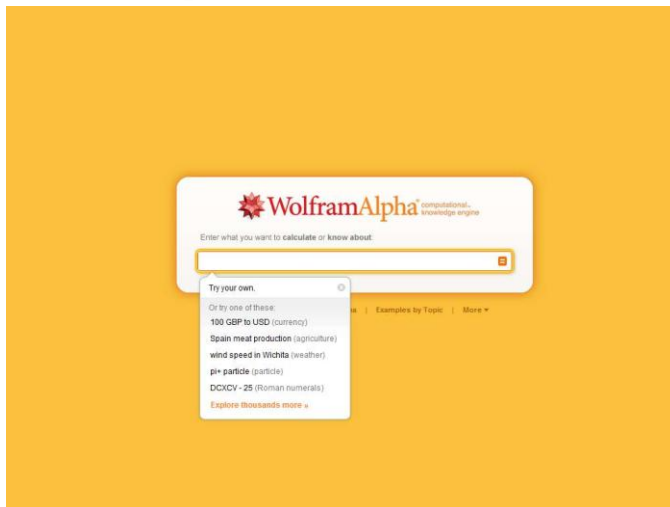 WolframAlpha computational knowledge engine
Enter what you want to calculate or know about:
Try your own.
Or try one of these:
100 GBP to USD (currency)
Spain meat production (agriculture)
wind speed in Wichita (weather)
pi+ particle (particle)
DCXCV - 25 (Roman numerals)
Explore thousands more »
| Examples by Topic | More ▾